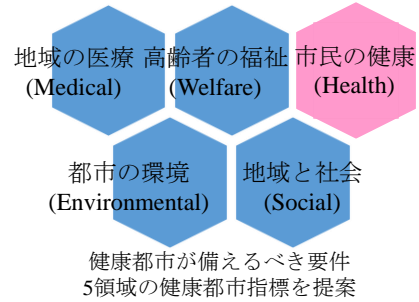 地域の医療 高齢者の福祉 市民の健康
(Medical) (Welfare) (Health)
都市の環境 地域と社会
(Environmental) (Social)
健康都市が備えるべき要件
5領域の健康都市指標を提案